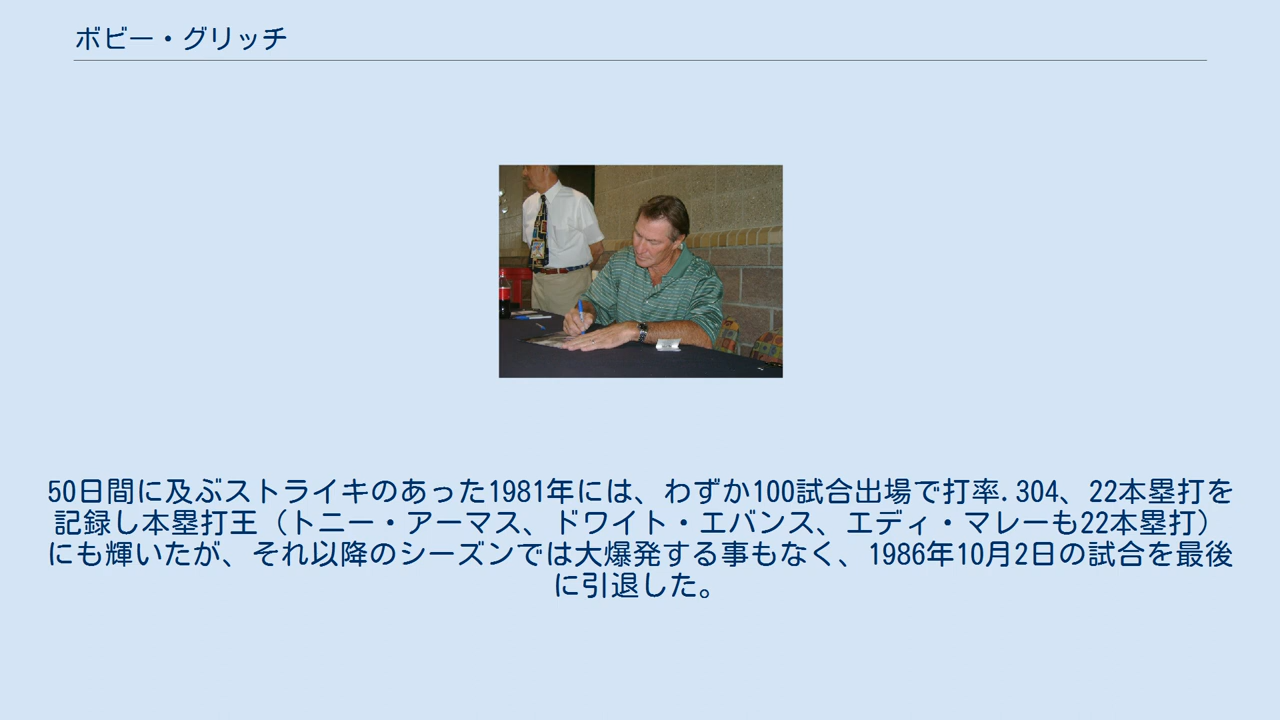 ボビー・グリッチ
50日間に及ぶストライキのあった1981年には、わずか100試合出場で打率.304、22本塁打を
記録し本塁打王（トニー・アーマス、ドワイト・エバンス、エディ・マレーも22本塁打）
にも輝いたが、それ以降のシーズンでは大爆発する事もなく、1986年10月2日の試合を最後
に引退した。